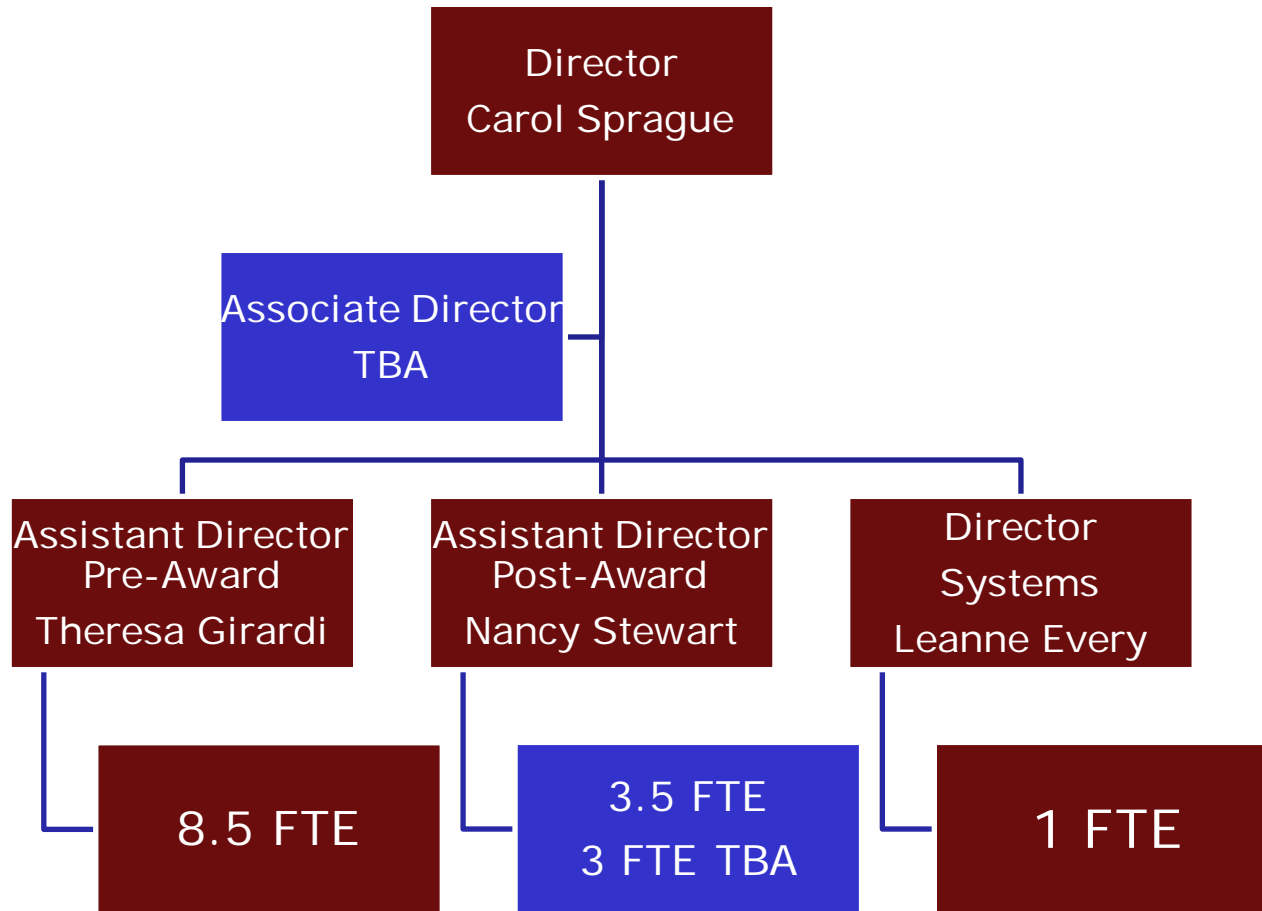 Director
Carol Sprague
Associate Director
TBA
Assistant Director
Pre-Award
Theresa Girardi
Assistant Director
Post-Award
Nancy Stewart
Director
Systems
Leanne Every
8.5 FTE
3.5 FTE
3 FTE TBA
1 FTE